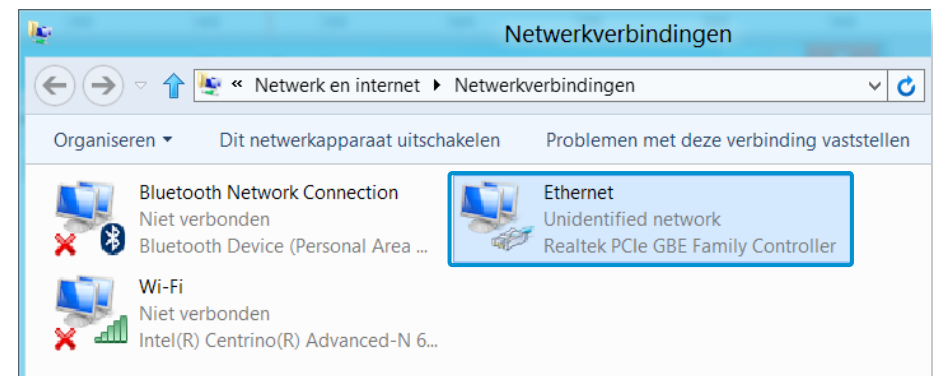 Netwerkverbindingen
« Netwerk en internet Netwerkverbindingen
Organiseren Dit netwerkapparaat uitschakelen Problemen met deze verbinding vaststellen
Bluetooth Network Connection
Niet verbonden
Bluetooth Device (Personal Area ...
Ethernet
Unidentified network
Realtek PCIe GBE Family Controller
Wi-Fi
Niet verbonden
Intel(R) Centrino(R) Advanced-N 6...